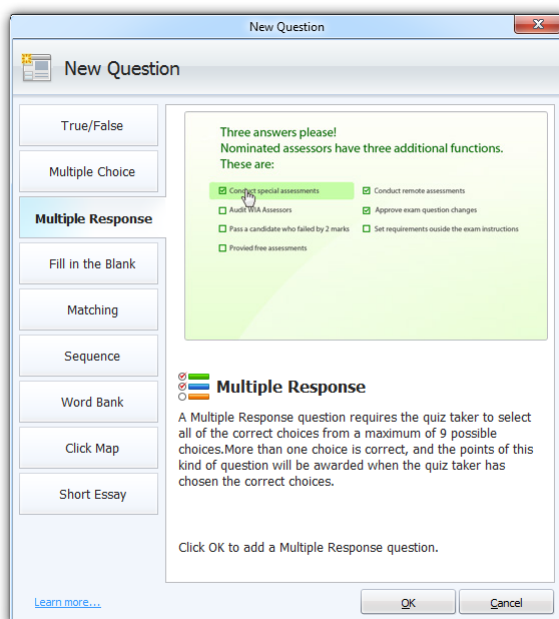 New Question
New Question
True/False
Multiple Choice
Multiple Response
Fill in the Blank
Matching
Sequence
Word Bank
Click Map
Short Essay
Three answers please!
Nominated assessors have three additional functions.
These are:
Conduct special assessments
Conduct remote assessments
Audit WIA Assessors
Approve exam question changes
Pass a candidate who failed by 2 marks
Set requirements ouside the exam instructions
Provied free assessments
Multiple Response
A Multiple Response question requires the quiz taker to select
all of the correct choices from a maximum of 9 possible
choices.More than one choice is correct, and the points of this
kind of question will be awarded when the quiz taker has
chosen the correct choices.
Click OK to add a Multiple Response question.
Learn more...
OK
Cancel